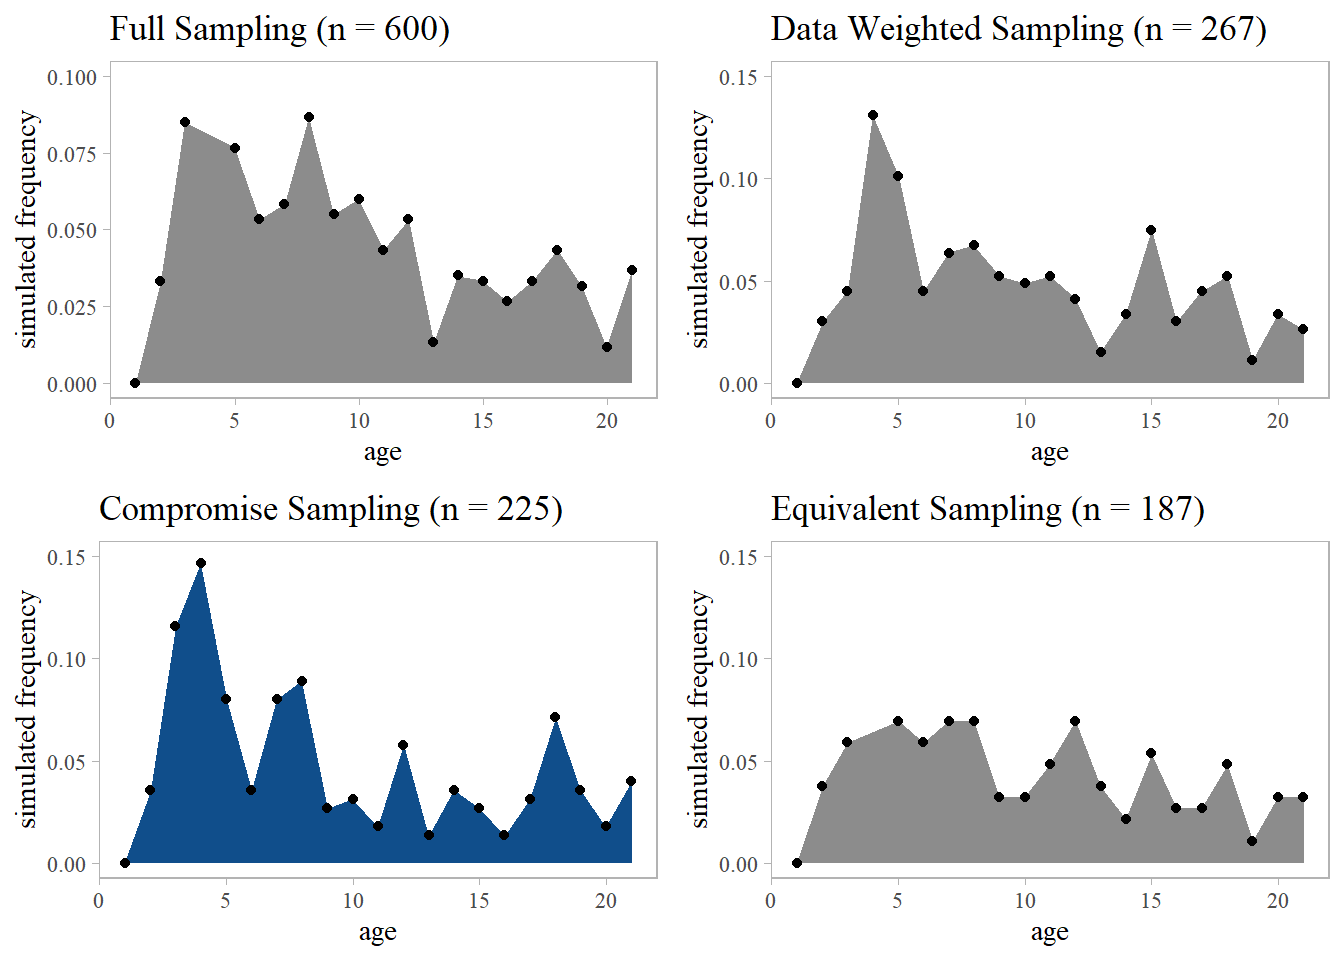 Full Sampling (n = 600)
simulated frequency
0.100
0.075
0.050
0.025
0.000
0 5 10 15 20
age
Data Weighted Sampling (n = 267)
simulated frequency
0.15
0.10
0.05
0.00
0 5 10 15 20
age
Compromise Sampling (n = 225)
simulated frequency
0.15
0.10
0.05
0.00
0 5 10 15 20
age
Equivalent Sampling (n = 187)
simulated frequency
0.15
0.10
0.05
0.00
0 5 10 15 20
age